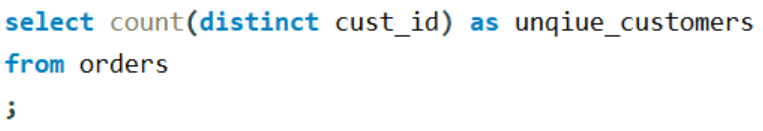 select count(distinct cust_id) as unqiue_customers
from orders
;